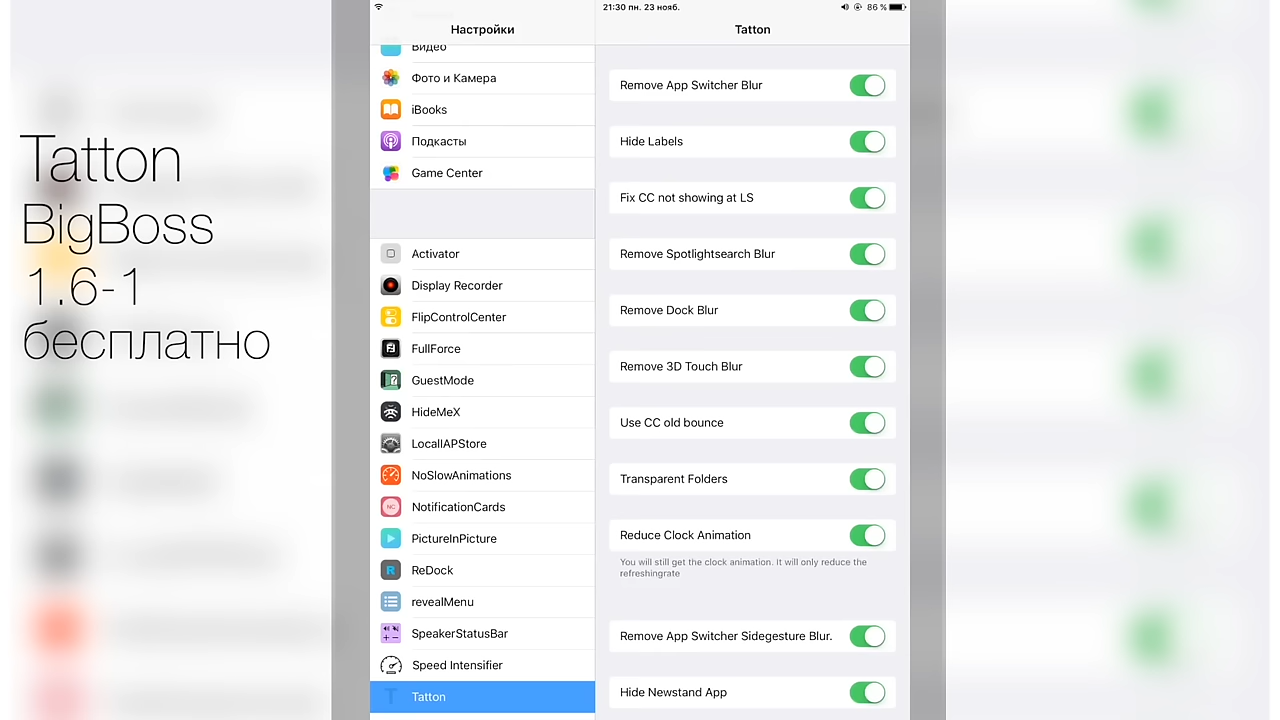 Tatton
BigBoss
1.6-1
бесплатно
21:30 пн. 23 нояб.
86 %
Настройки
Tatton
Видео
Фото и Камера
iBooks
Подкасты
Game Center
Activator
Display Recorder
FlipControlCenter
FullForce
GuestMode
HideMeX
LocalIAPStore
NoSlowAnimations
NC
NotificationCards
PictureInPicture
R
ReDock
revealMenu
SpeakerStatusBar
Speed Intensifier
T
Tatton
Remove App Switcher Blur
Hide Labels
Fix CC not showing at LS
Remove Spotlightsearch Blur
Remove Dock Blur
Remove 3D Touch Blur
Use CC old bounce
Transparent Folders
Reduce Clock Animation
You will still get the clock animation. It will only reduce the
refreshingrate
Remove App Switcher Sidegesture Blur.
Hide Newstand App